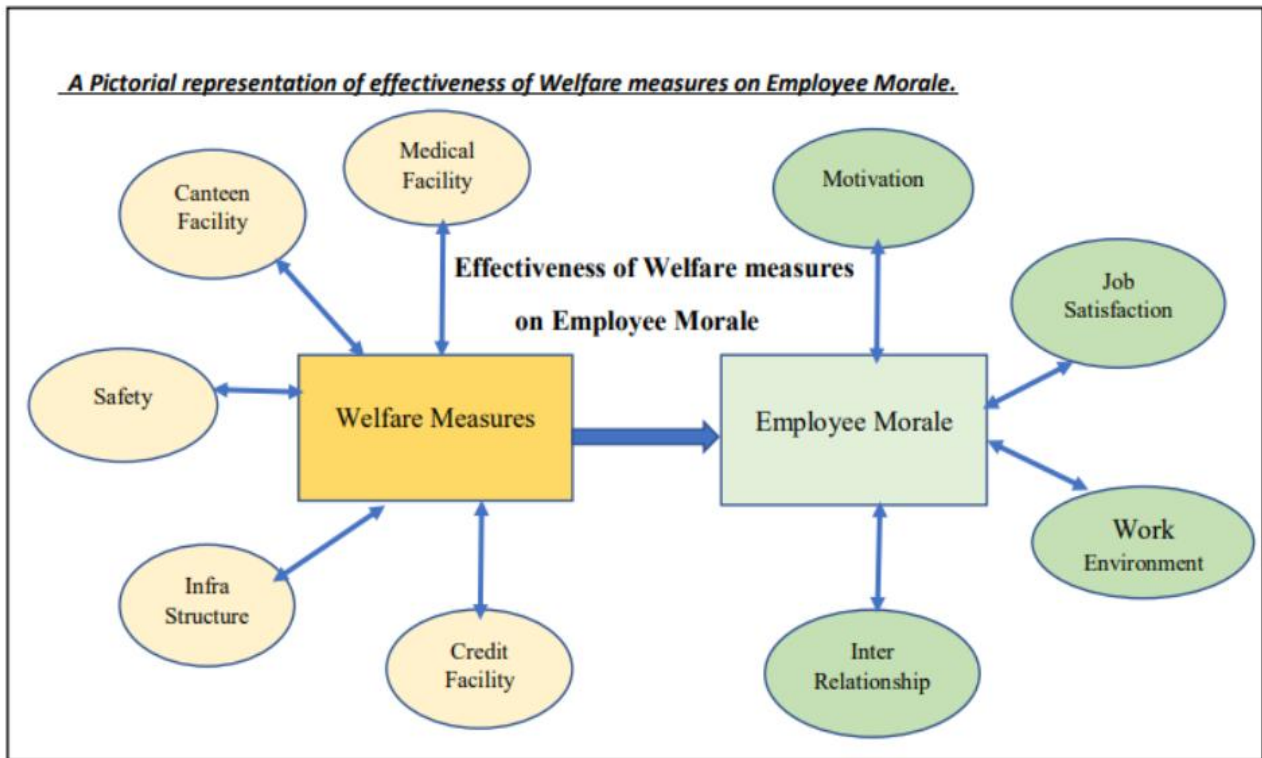 A Pictorial representation of effectiveness of Welfare measures on Employee Morale.
Medical
Facility
Canteen
Facility
Motivation
Effectiveness of Welfare measures
on Employee Morale
Job
Satisfaction
Safety
Welfare Measures
Employee Morale
Work
Environment
Infra
Structure
Credit
Facility
Inter
Relationship